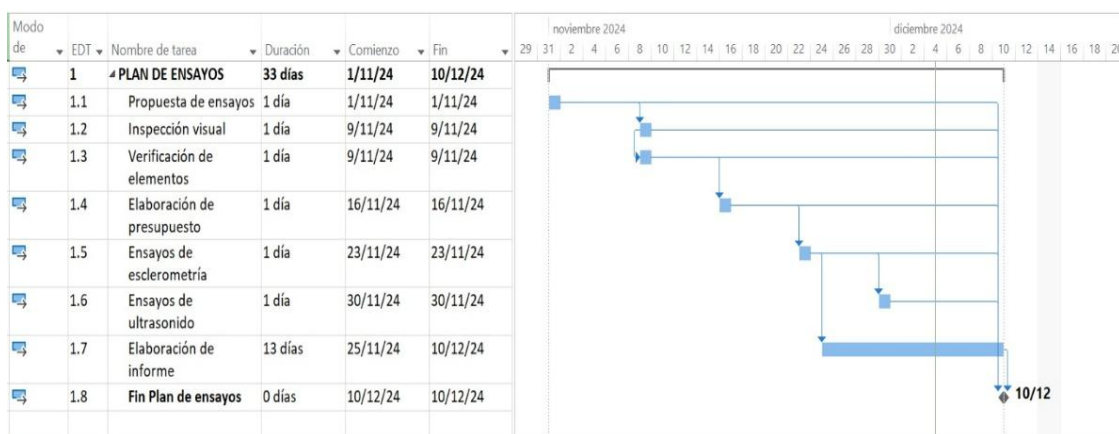 Modo
de EDT Nombre de tarea Duración Comienzo Fin
noviembre 2024 diciembre 2024
29 31 2 4 6 8 10 12 14 16 18 20 22 24 26 28 30 2 4 6 8 10 12 14 16 18 20
1 PLAN DE ENSAYOS 33 días 1/11/24 10/12/24
1.1 Propuesta de ensayos 1 día 1/11/24 1/11/24
1.2 Inspección visual 1 día 9/11/24 9/11/24
1.3 Verificación de 1 día 9/11/24 9/11/24
elementos
1.4 Elaboración de 1 día 16/11/24 16/11/24
presupuesto
1.5 Ensayos de 1 día 23/11/24 23/11/24
esclerometría
1.6 Ensayos de 1 día 30/11/24 30/11/24
ultrasonido
1.7 Elaboración de 13 días 25/11/24 10/12/24
informe
1.8 Fin Plan de ensayos 0 días 10/12/24 10/12/24
10/12